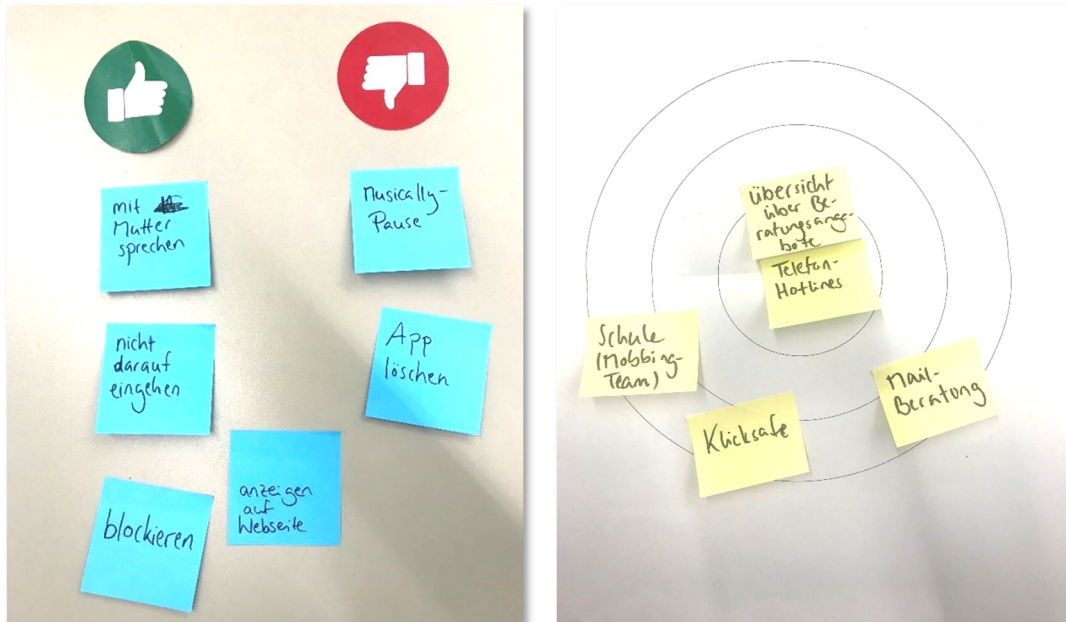 mit
Mutter
sprechen
nicht
darauf
eingehen
blockieren
anzeigen
auf
Webseite
Musically-
Pause
App
löschen
Übersicht
über Be-
ratungsange-
bote
Telefon-
Hotlines
Schule
(Mobbing-
Team)
Klicksafe
Mail-
Beratung